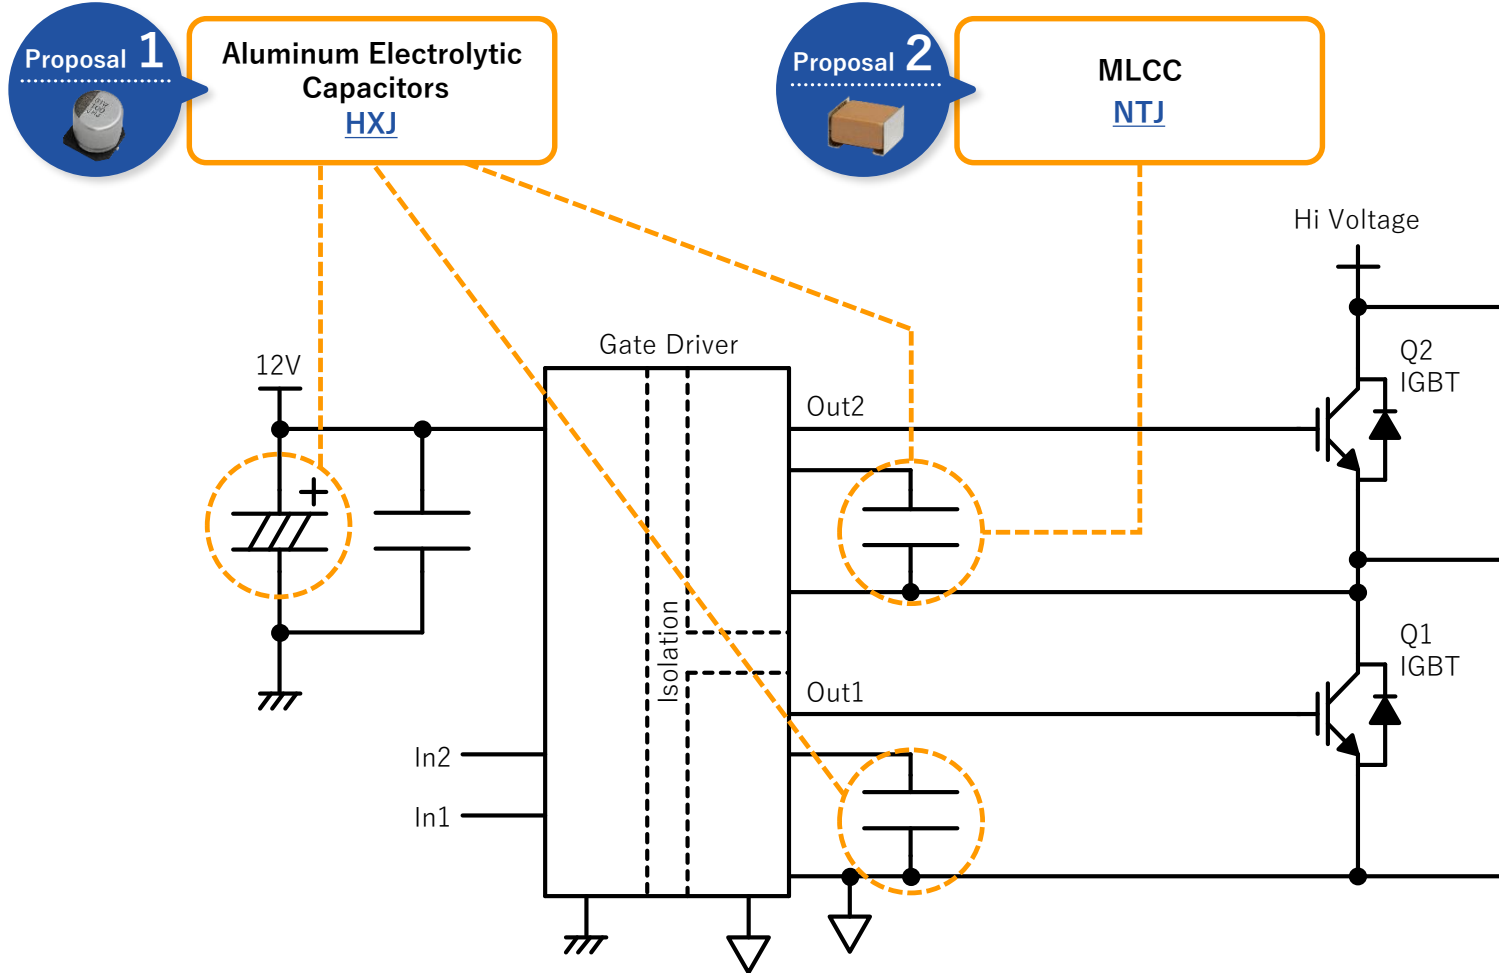 Proposal 1
Aluminum Electrolytic
Capacitors
HXJ
Proposal 2
MLCC
NTJ
Hi Voltage
Gate Driver
12V
Out2
Q2
IGBT
+
Isolation
Out1
Q1
IGBT
In2
In1